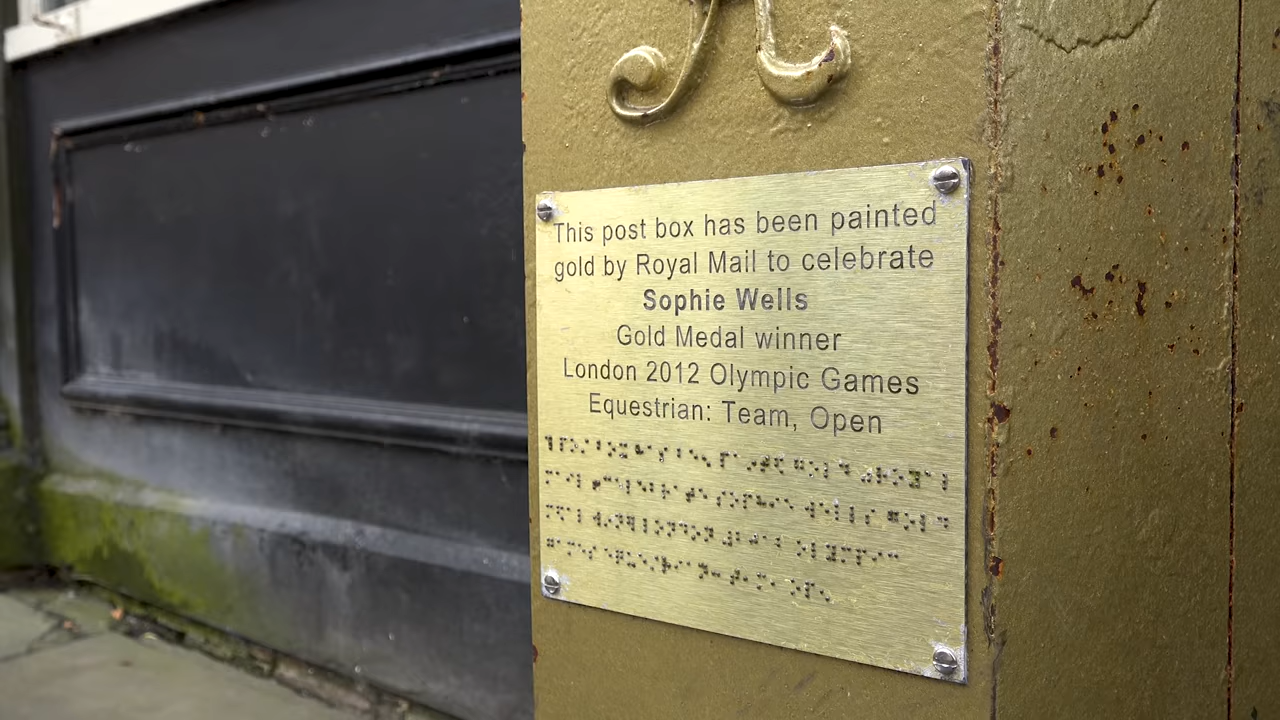 This post box has been painted
gold by Royal Mail to celebrate
Sophie Wells
Gold Medal winner
London 2012 Olympic Games
Equestrian: Team, Open